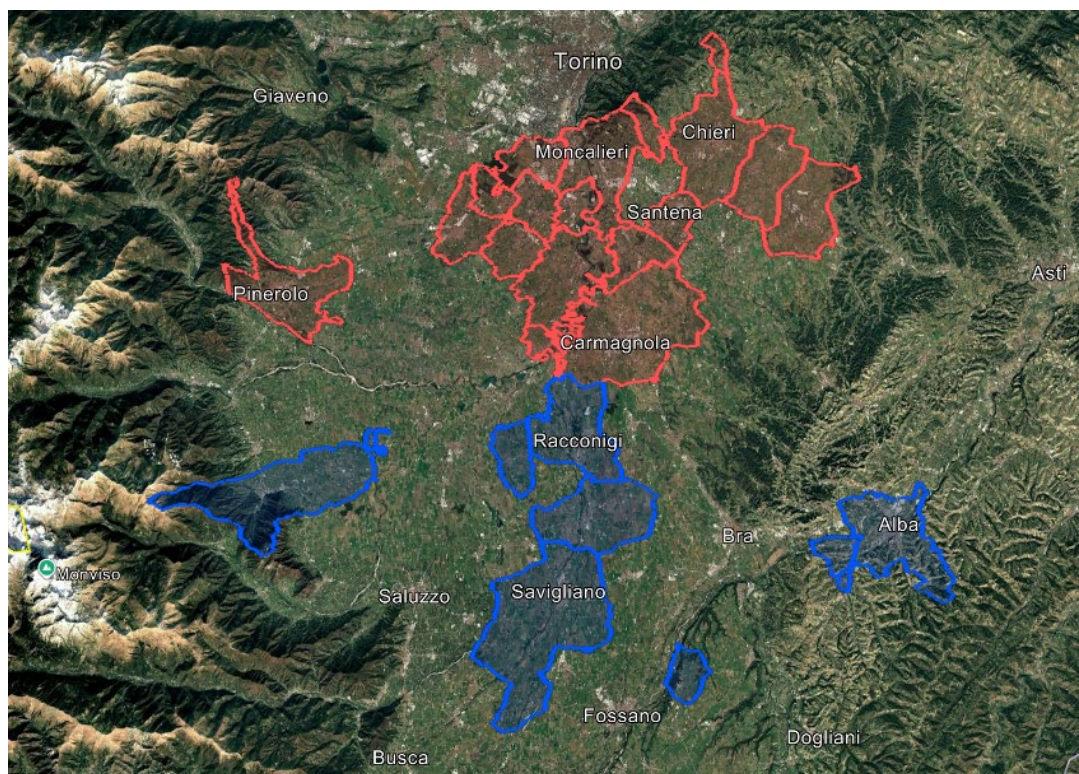 Torino
Giaveno
Chieri
Moncalieri
Santena
Asti
Pinerolo
Carmagnola
Racconigi
Alba
Bra
Monviso
Saluzzo
Savigliano
Fossano
Dogliani
Busca